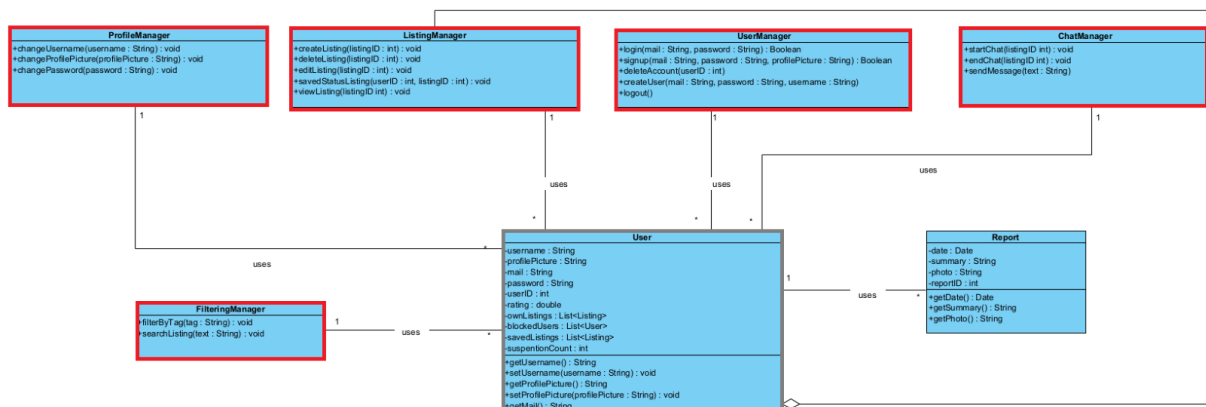 ProfileManager
+changeUsername(username : String) : void
+changeProfilePicture(profilePicture : String) : void
+changePassword(password : String) : void
1
ListingManager
+createListing(listingID : int) : void
+deleteListing(listingID : int) : void
+editListing(listingID : int) : void
+savedStatusListing(userID : int, listingID : int) : void
+viewListing(listingID int) : void
1
UserManager
+login(mail : String, password : String) : Boolean
+signup(mail : String, password : String, profilePicture : String) : Boolean
+deleteAccount(userID : int)
+createUser(mail : String, password : String, username : String)
+logout()
1
ChatManager
+startChat(listingID int) : void
+endChat(listingID int) : void
+sendMessage(text : String)
1
uses
uses
uses
uses
*
*
*
*
User
-username : String
-profilePicture : String
-mail : String
-password : String
-userID : int
-rating : double
-ownListings : List<Listing>
-blockedUsers : List<User>
-savedListings : List<Listing>
-suspentionCount : int
+getUsername() : String
+setUsername(username : String) : void
+getProfilePicture() : String
+setProfilePicture(profilePicture : String) : void
+getMail() : String
1
uses
*
Report
-date : Date
-summary : String
-photo : String
-reportID : int
+getDate() : Date
+getSummary() : String
+getPhoto() : String
FilteringManager
+filterByTag(tag : String) : void
+searchListing(text : String) : void
1
uses
*